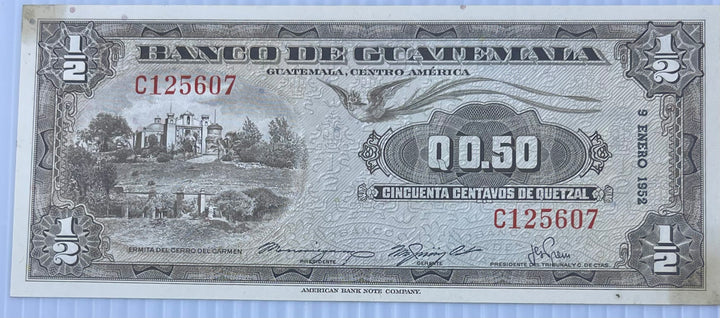 1/2 BANCO DE GUATEMALA 1/2
GUATEMALA, CENTRO AMÉRICA
C125607
9 ENERO 1952
Q0.50
CINCUENTA CENTAVOS DE QUETZAL
C125607
1/2 1/2
ERMITA DEL CERRO DEL CARMEN
PRESIDENTE GERENTE PRESIDENTE DEL TRIBUNAL Y C. DE CTAS.
AMERICAN BANK NOTE COMPANY.